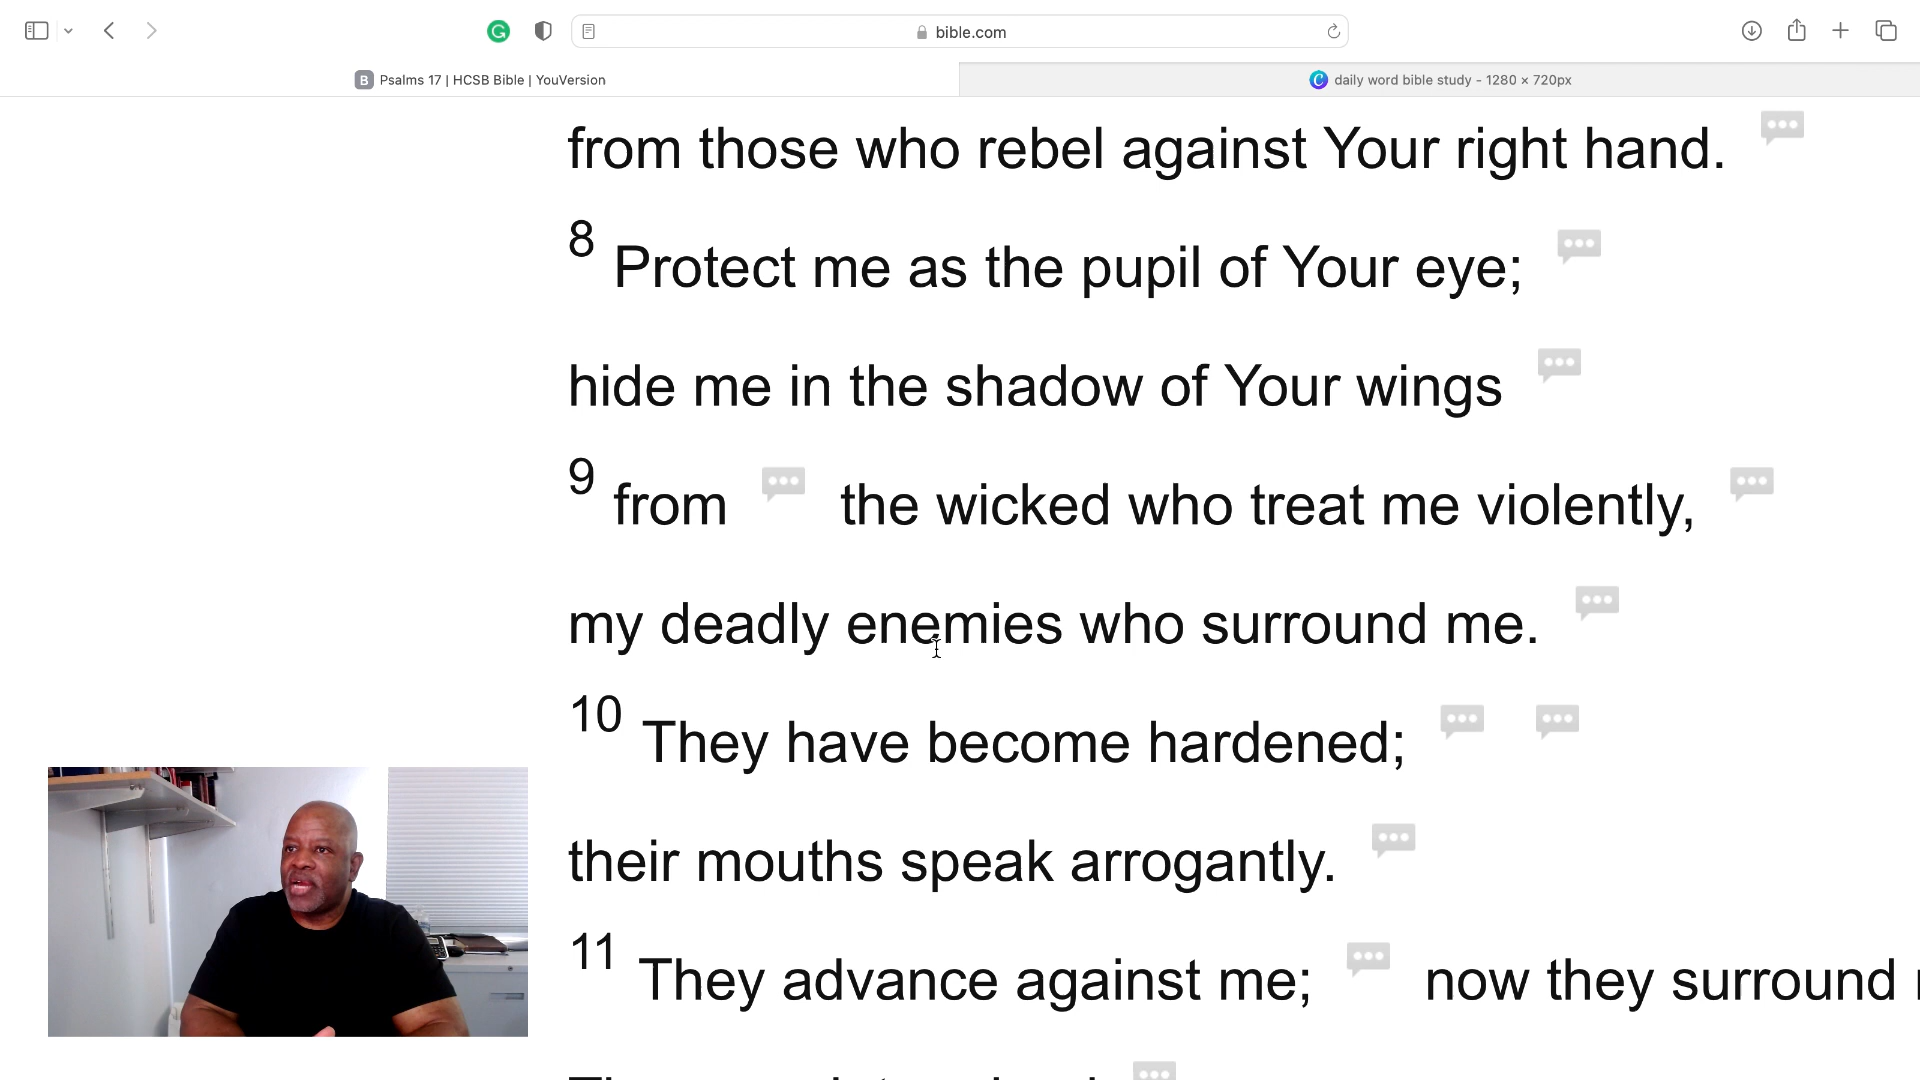 bible.com
B Psalms 17 | HCSB Bible | YouVersion
C daily word bible study - 1280 × 720px
from those who rebel against Your right hand.
8 Protect me as the pupil of Your eye;
hide me in the shadow of Your wings
9 from the wicked who treat me violently,
my deadly enemies who surround me.
10 They have become hardened;
their mouths speak arrogantly.
11 They advance against me; now they surround